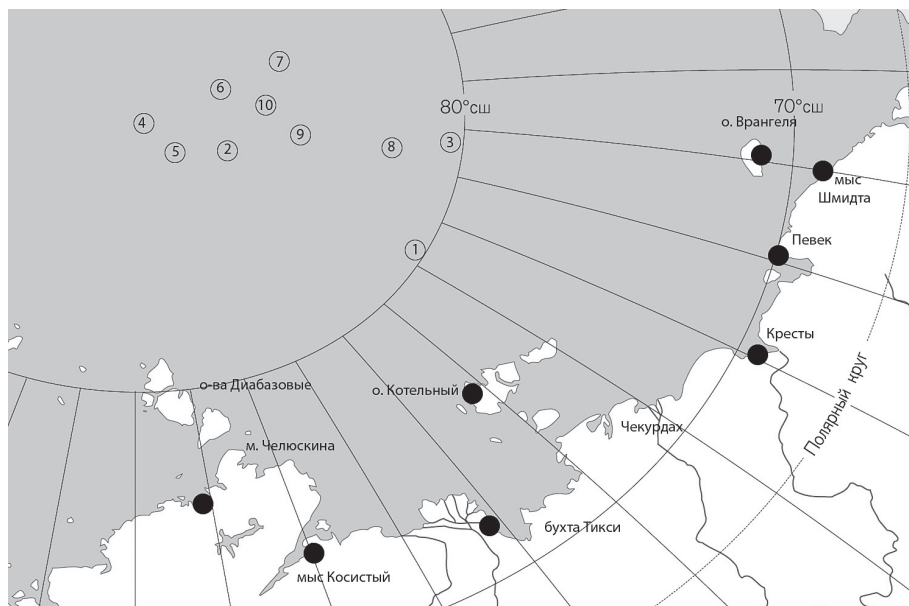 7
6
10
4
9
5
2
8
3
1
80°сш
70°сш
о. Врангеля
мыс
Шмидта
Певек
Кресты
Полярный круг
о-ва Диабазовые
о. Котельный
Чекурдах
м. Челюскина
бухта Тикси
мыс Косистый